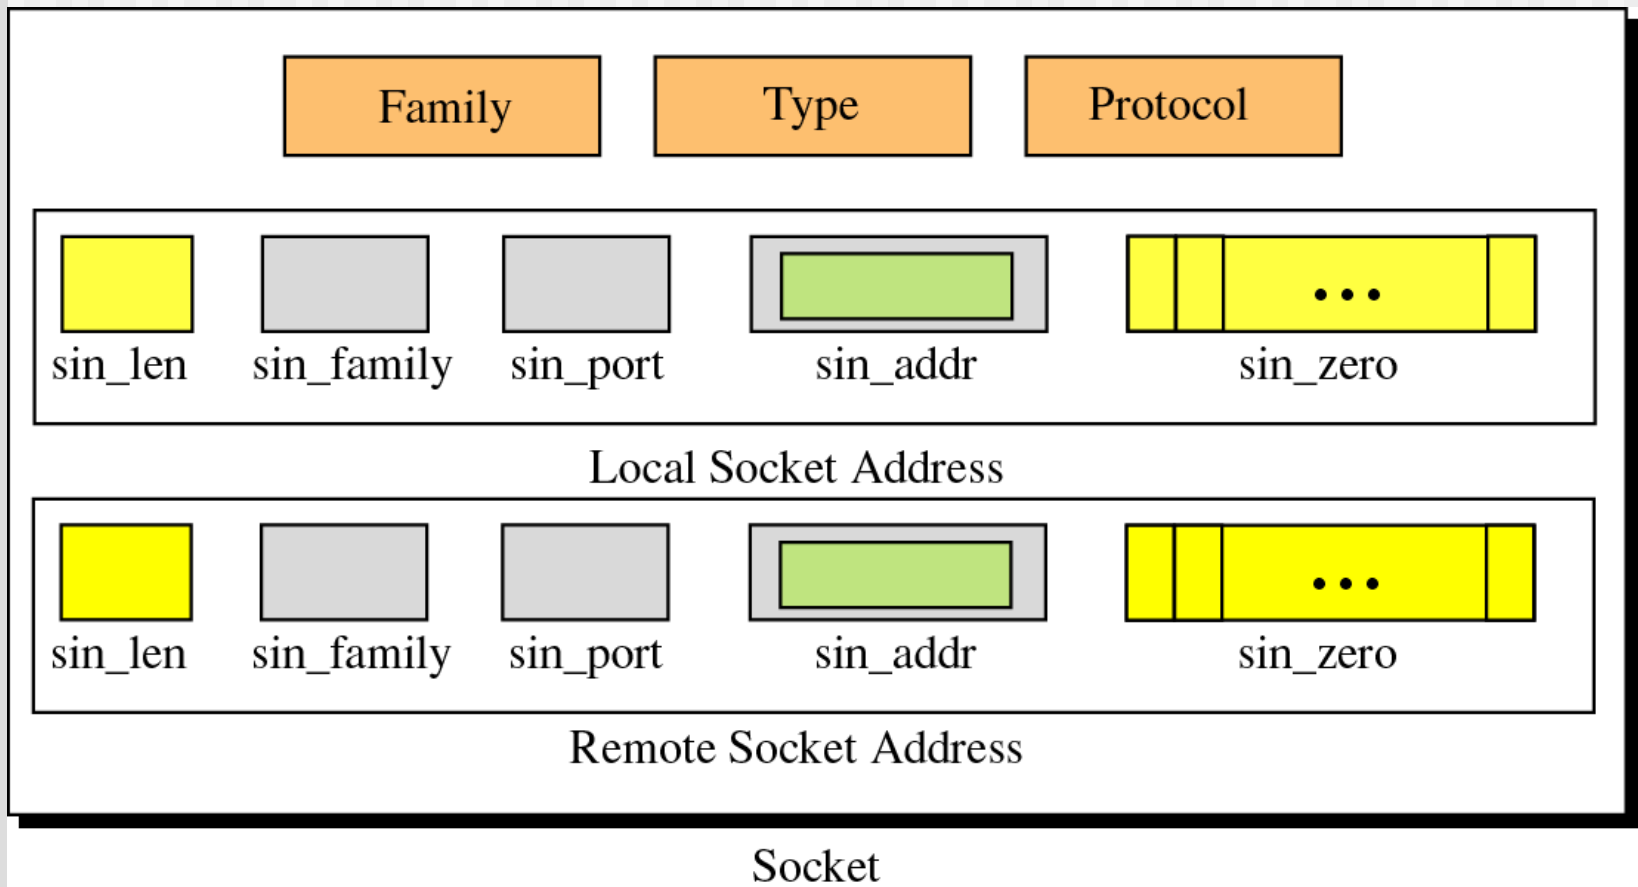 Family Type Protocol
sin_len sin_family sin_port sin_addr sin_zero
Local Socket Address
sin_len sin_family sin_port sin_addr sin_zero
Remote Socket Address
Socket